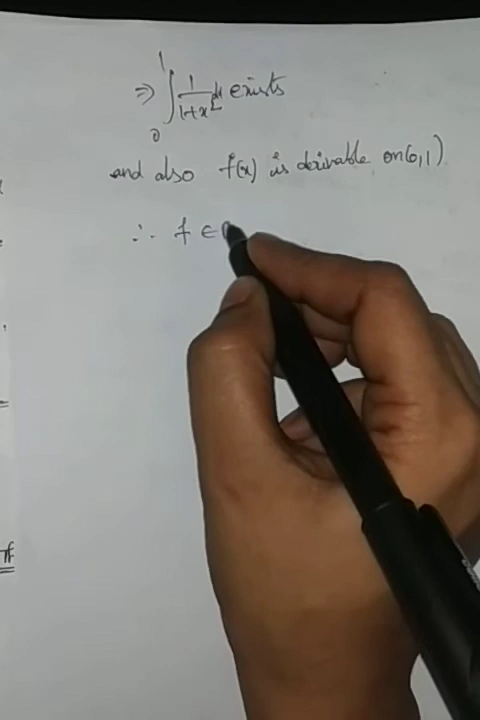 ⇒ ∫₀¹ 1/(1+x²) dx exists
and also f(x) is derivable on (0,1)
∴ f ∈